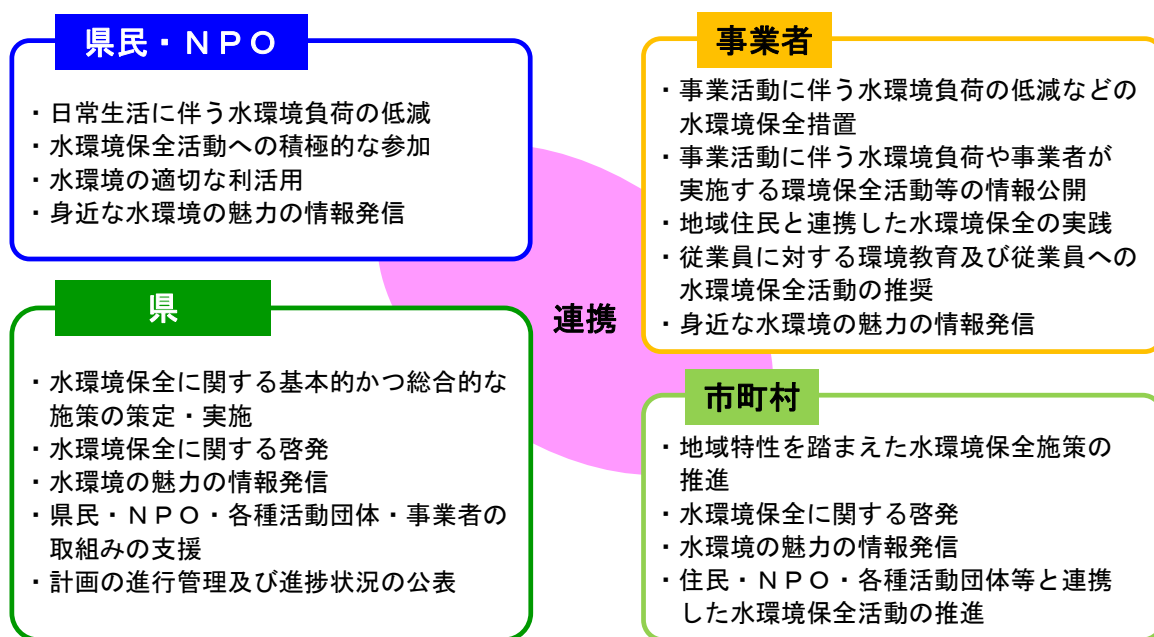 県民・ＮＰＯ
・日常生活に伴う水環境負荷の低減
・水環境保全活動への積極的な参加
・水環境の適切な利活用
・身近な水環境の魅力の情報発信
事業者
・事業活動に伴う水環境負荷の低減などの
水環境保全措置
・事業活動に伴う水環境負荷や事業者が
実施する環境保全活動等の情報公開
・地域住民と連携した水環境保全の実践
・従業員に対する環境教育及び従業員への
水環境保全活動の推奨
・身近な水環境の魅力の情報発信
連携
県
・水環境保全に関する基本的かつ総合的な
施策の策定・実施
・水環境保全に関する啓発
・水環境の魅力の情報発信
・県民・ＮＰＯ・各種活動団体・事業者の
取組みの支援
・計画の進行管理及び進捗状況の公表
市町村
・地域特性を踏まえた水環境保全施策の
推進
・水環境保全に関する啓発
・水環境の魅力の情報発信
・住民・ＮＰＯ・各種活動団体等と連携
した水環境保全活動の推進